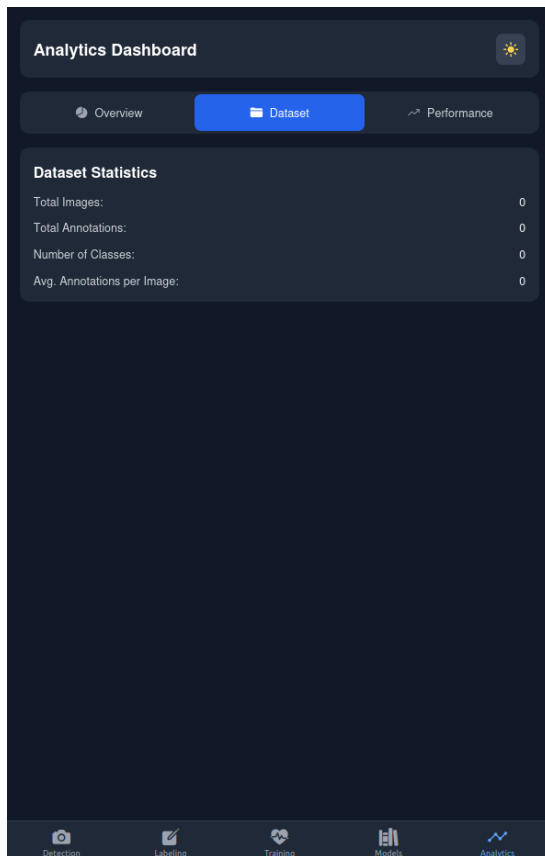 Analytics Dashboard
Overview Dataset Performance
Dataset Statistics
Total Images: 0
Total Annotations: 0
Number of Classes: 0
Avg. Annotations per Image: 0
Detection Labeling Training Models Analytics